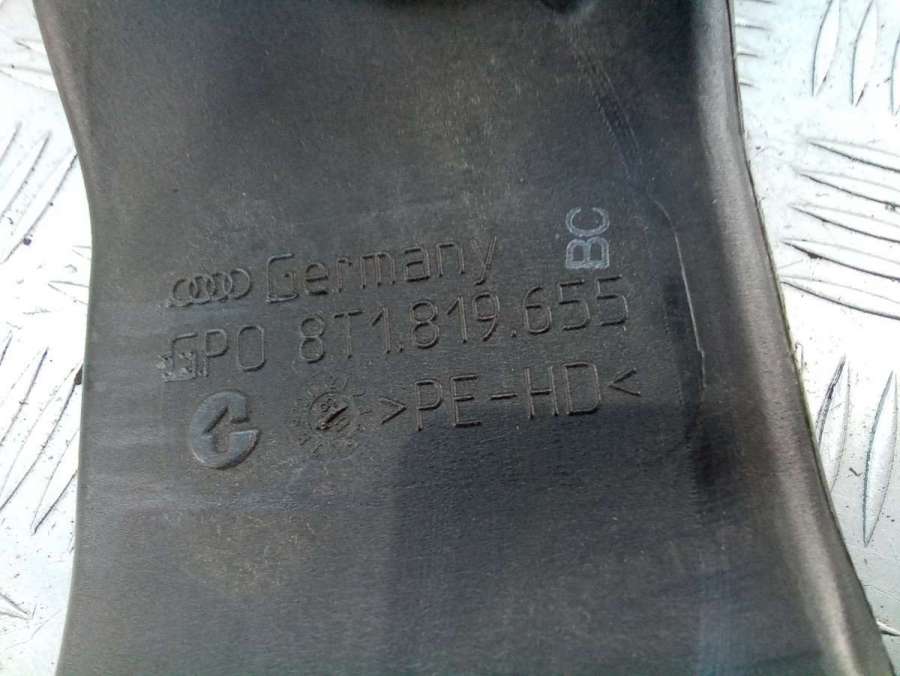 Germany
BC
GPO 8T1.819.655
>PE-HD<